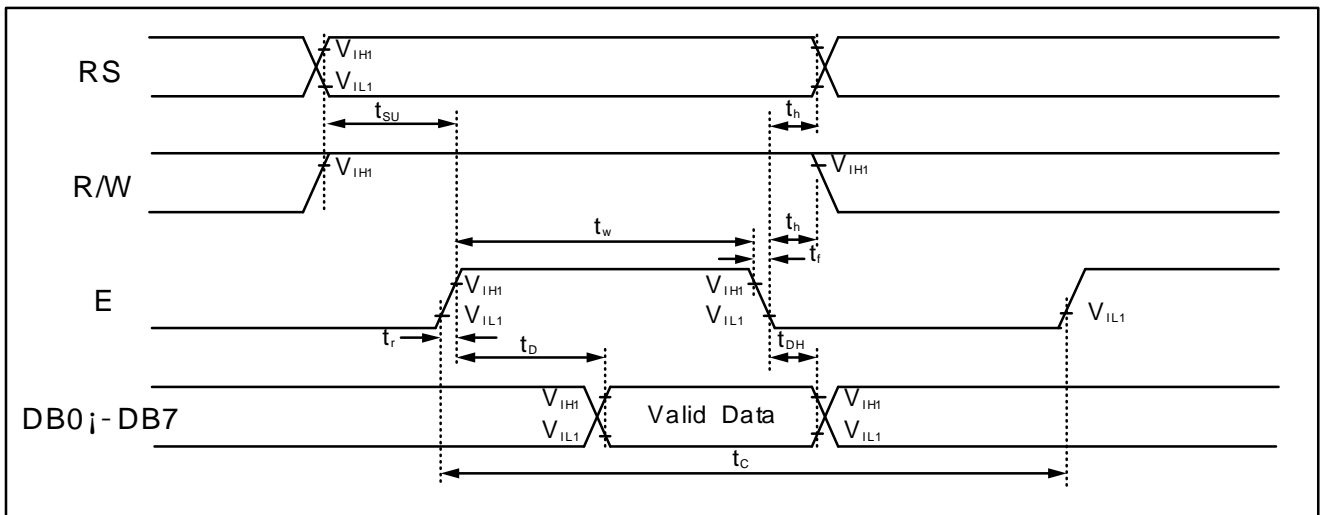 RS
VIH1
VIL1
tSU
th
R/W
VIH1
VIH1
tw
th
tf
E
VIH1
VIL1
VIH1
VIL1
VIL1
tr
tD
tDH
DB0¡-DB7
VIH1
VIL1
Valid Data
VIH1
VIL1
tC